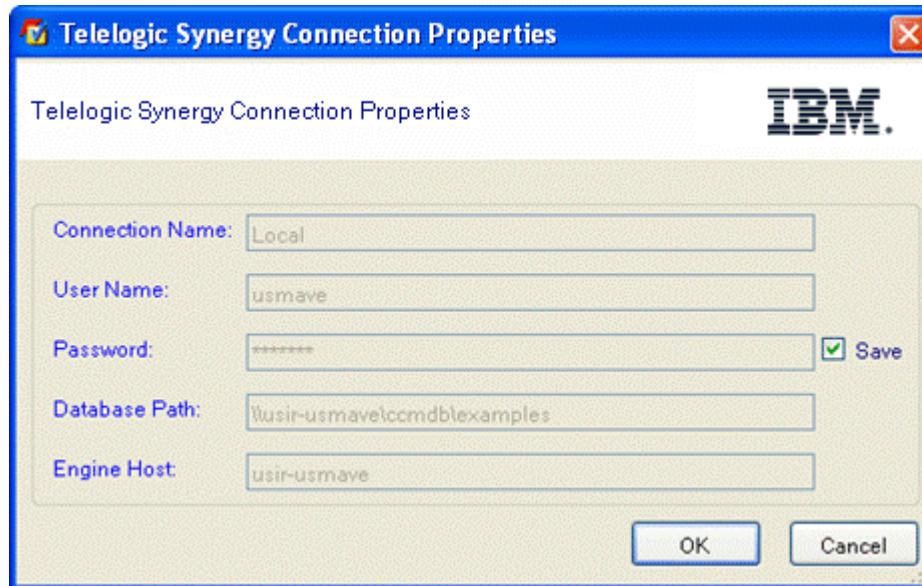 Telelogic Synergy Connection Properties
Telelogic Synergy Connection Properties
IBM.
Connection Name: Local
User Name: usmave
Password: *******  Save
Database Path: \\usir-usmave\ccmdb\examples
Engine Host: usir-usmave
OK Cancel